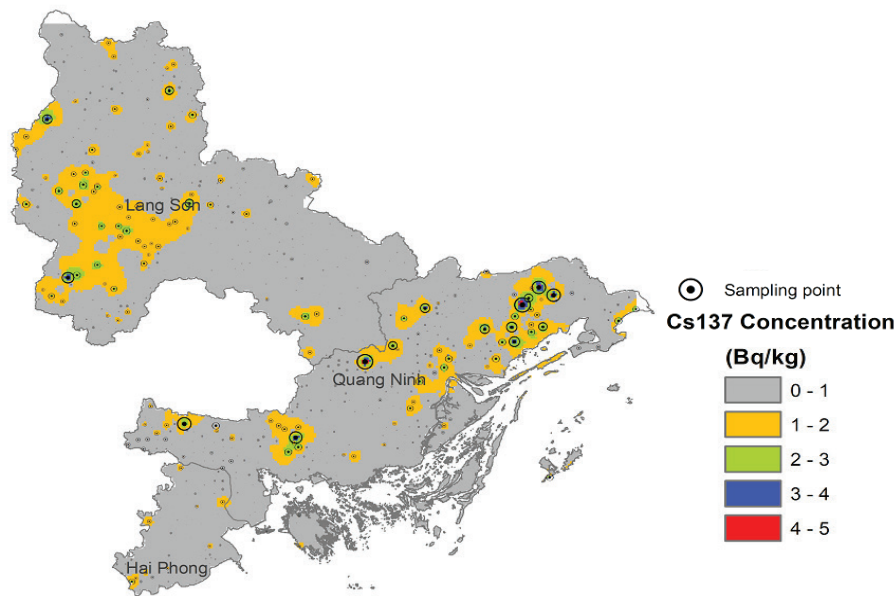 Lang Son
Quang Ninh
Hai Phong
Sampling point
Cs137 Concentration
(Bq/kg)
0 - 1
1 - 2
2 - 3
3 - 4
4 - 5